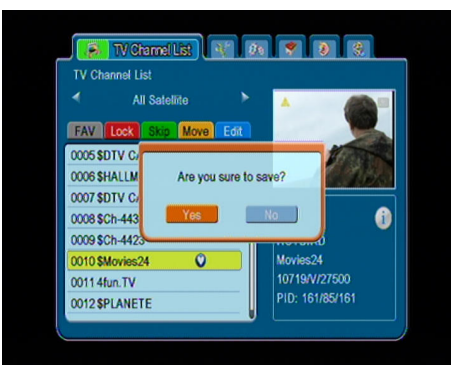 TV Channel List
TV Channel List
All Satellite
FAV Lock Skip Move Edit
0005 $DTV
0006 $HALLM
0007 $DTV
0008 $Ch-443
0009 $Ch-4423
0010 $Movies24
0011 4fun.TV
0012 $PLANETE
Are you sure to save?
Yes No
Movies24
10719/V/27500
PID: 161/85/161